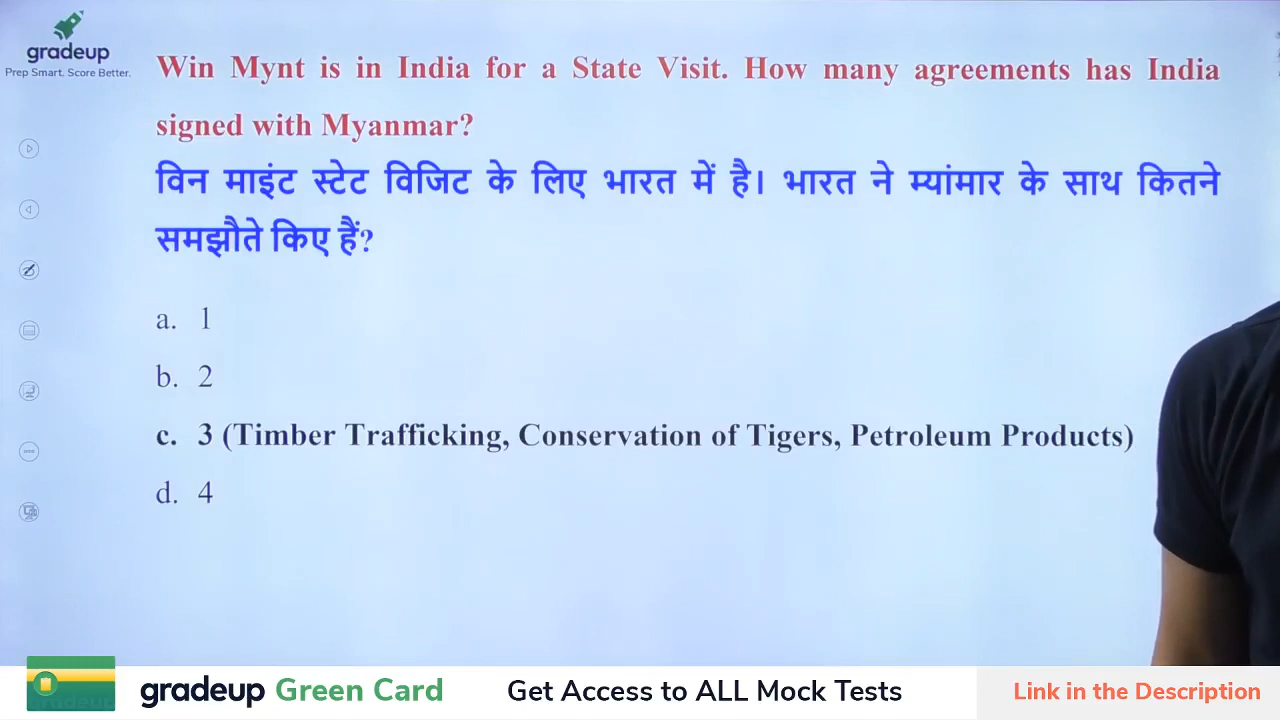 gradeup
Prep Smart. Score Better.
Win Mynt is in India for a State Visit. How many agreements has India
signed with Myanmar?
विन माइंट स्टेट विजिट के लिए भारत में है। भारत ने म्यांमार के साथ कितने
समझौते किए हैं?
a. 1
b. 2
c. 3 (Timber Trafficking, Conservation of Tigers, Petroleum Products)
d. 4
gradeup Green Card
Get Access to ALL Mock Tests
Link in the Description